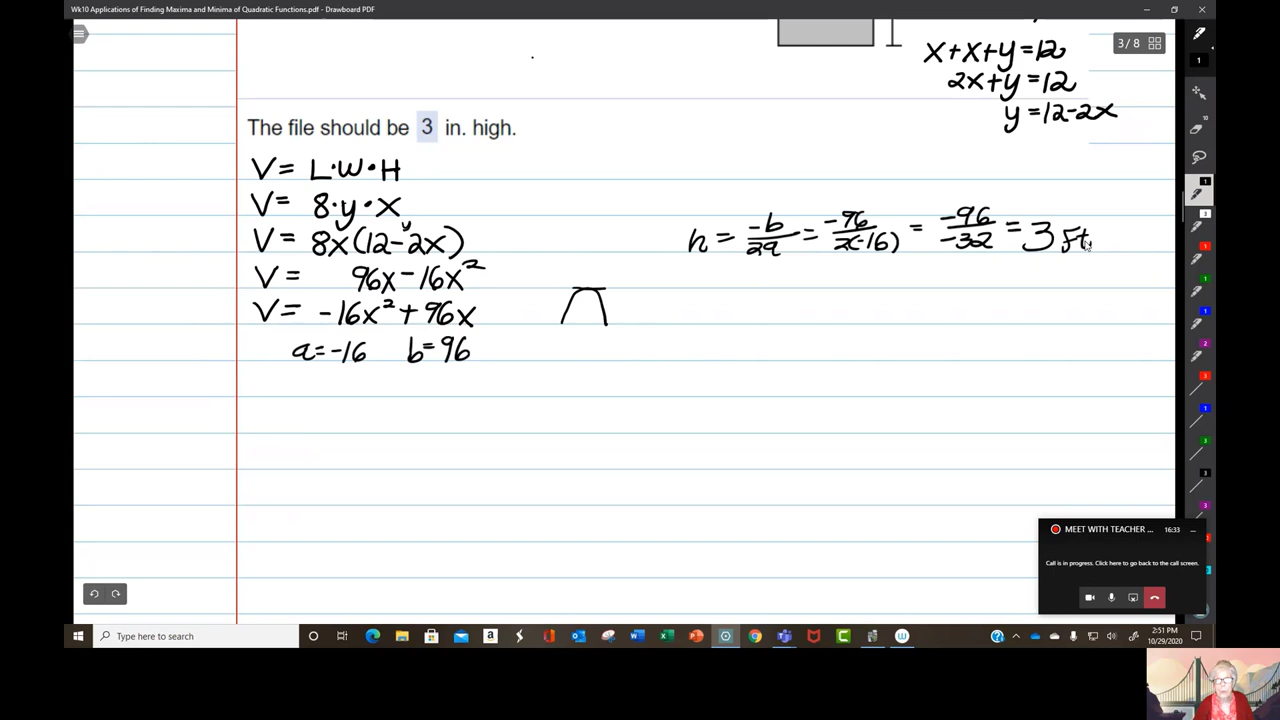 Wk10 Applications of Finding Maxima and Minima of Quadratic Functions.pdf - Drawboard PDF
3/8
x+x+y=12
2x+y=12
y=12-2x
The file should be 3 in. high.
V= L·W·H
V= 8·y·x
y
V= 8x(12-2x)
V= 96x-16x²
V= -16x²+96x
a=-16 b=96
h = -b/2a = -96/2(-16) = -96/-32 = 3 ft
MEET WITH TEACHER ... 16:33
Call is in progress. Click here to go back to the call screen.
Type here to search
2:51 PM
10/29/2020